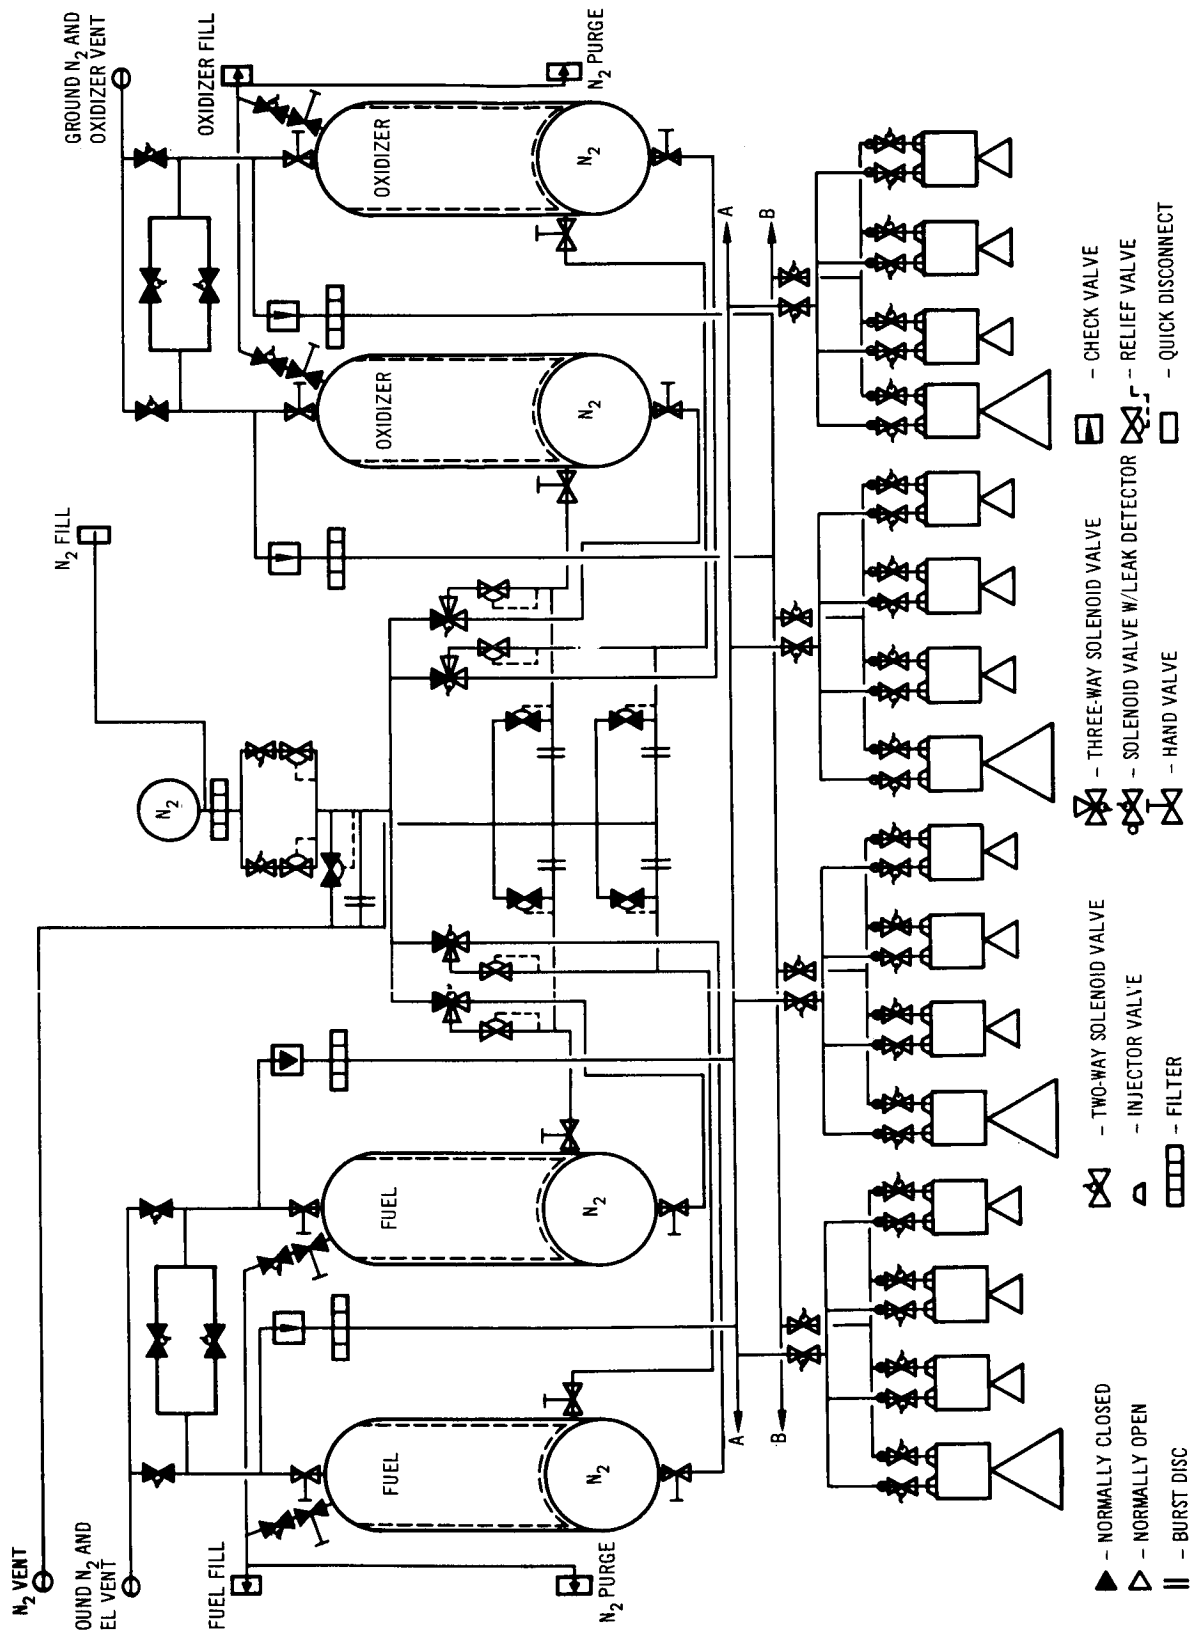 N₂ VENT
OUND N₂ AND
EL VENT
FUEL FILL
N₂ PURGE
FUEL
N₂
FUEL
N₂
N₂
N₂ FILL
GROUND N₂ AND
OXIDIZER VENT
OXIDIZER FILL
N₂ PURGE
OXIDIZER
N₂
OXIDIZER
N₂
A
B
A
B
▲ - NORMALLY CLOSED
△ - NORMALLY OPEN
- BURST DISC
- TWO-WAY SOLENOID VALVE
- INJECTOR VALVE
- FILTER
- THREE-WAY SOLENOID VALVE
- SOLENOID VALVE W/LEAK DETECTOR
- HAND VALVE
- CHECK VALVE
- RELIEF VALVE
- QUICK DISCONNECT